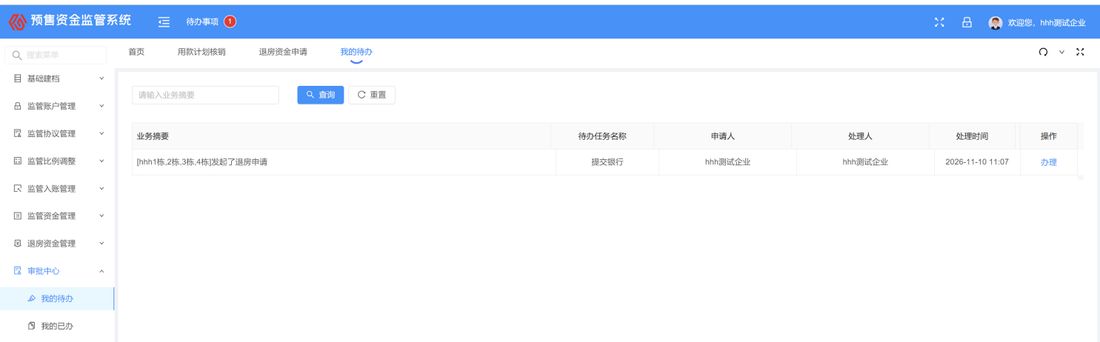 预售资金监管系统 待办事项 1 欢迎您，hhh测试企业
搜索菜单 首页 用款计划核销 退房资金申请 我的待办
基础建档
监管账户管理
监管协议管理
监管比例调整
监管入账管理
监管资金管理
退房资金管理
审批中心
我的待办
我的已办
请输入业务摘要 查询 重置
业务摘要 待办任务名称 申请人 处理人 处理时间 操作
[hhh1栋,2栋,3栋,4栋]发起了退房申请 提交银行 hhh测试企业 hhh测试企业 2026-11-10 11:07 办理